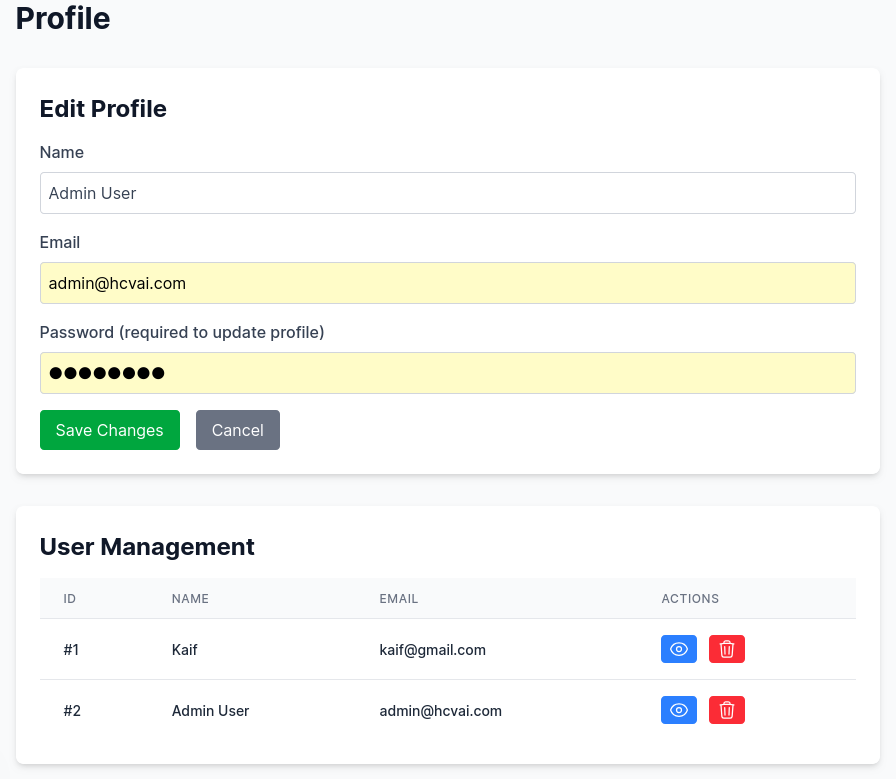 Profile
Edit Profile
Name
Admin User
Email
admin@hcvai.com
Password (required to update profile)
●●●●●●●●
Save Changes Cancel
User Management
ID NAME EMAIL ACTIONS
#1 Kaif kaif@gmail.com
#2 Admin User admin@hcvai.com